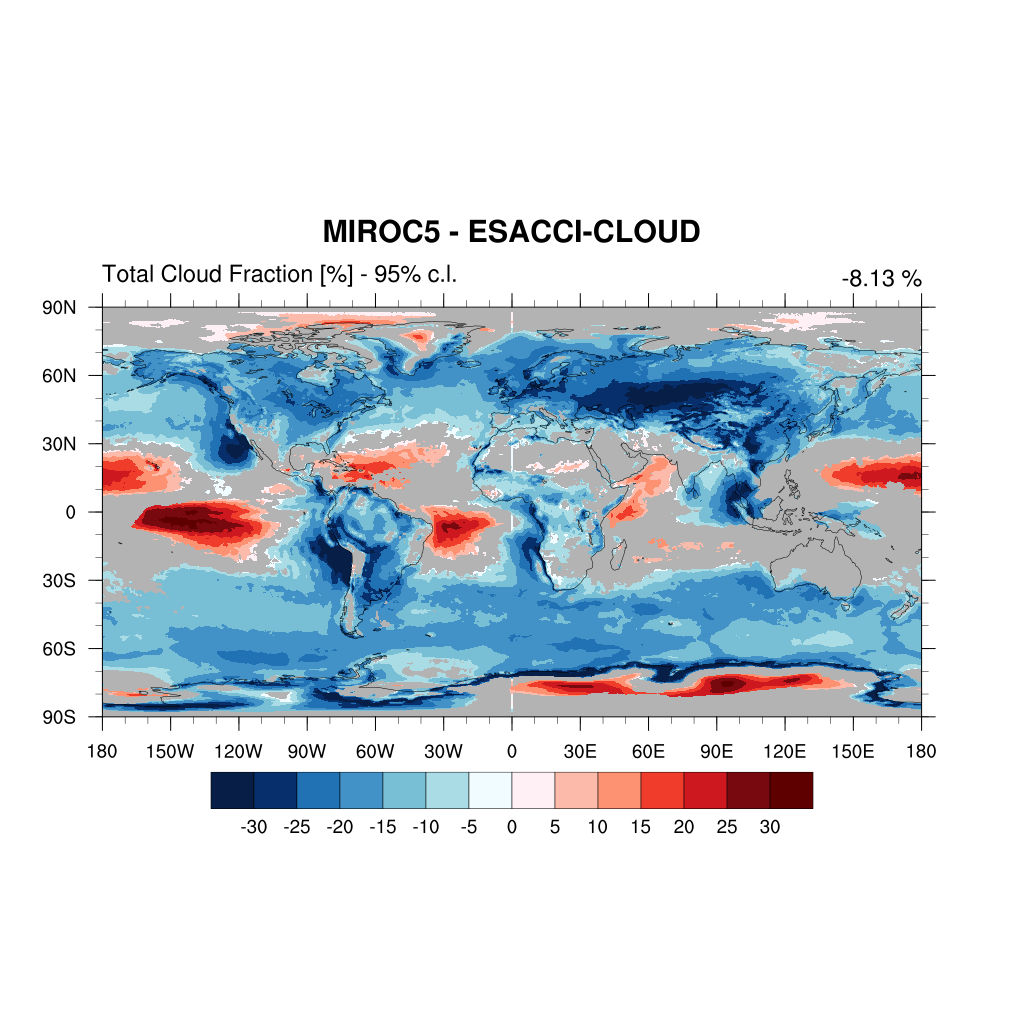 MIROC5 - ESACCI-CLOUD
Total Cloud Fraction [%] - 95% c.l.
-8.13 %
90N
60N
30N
0
30S
60S
90S
180 150W 120W 90W 60W 30W 0 30E 60E 90E 120E 150E 180
-30 -25 -20 -15 -10 -5 0 5 10 15 20 25 30